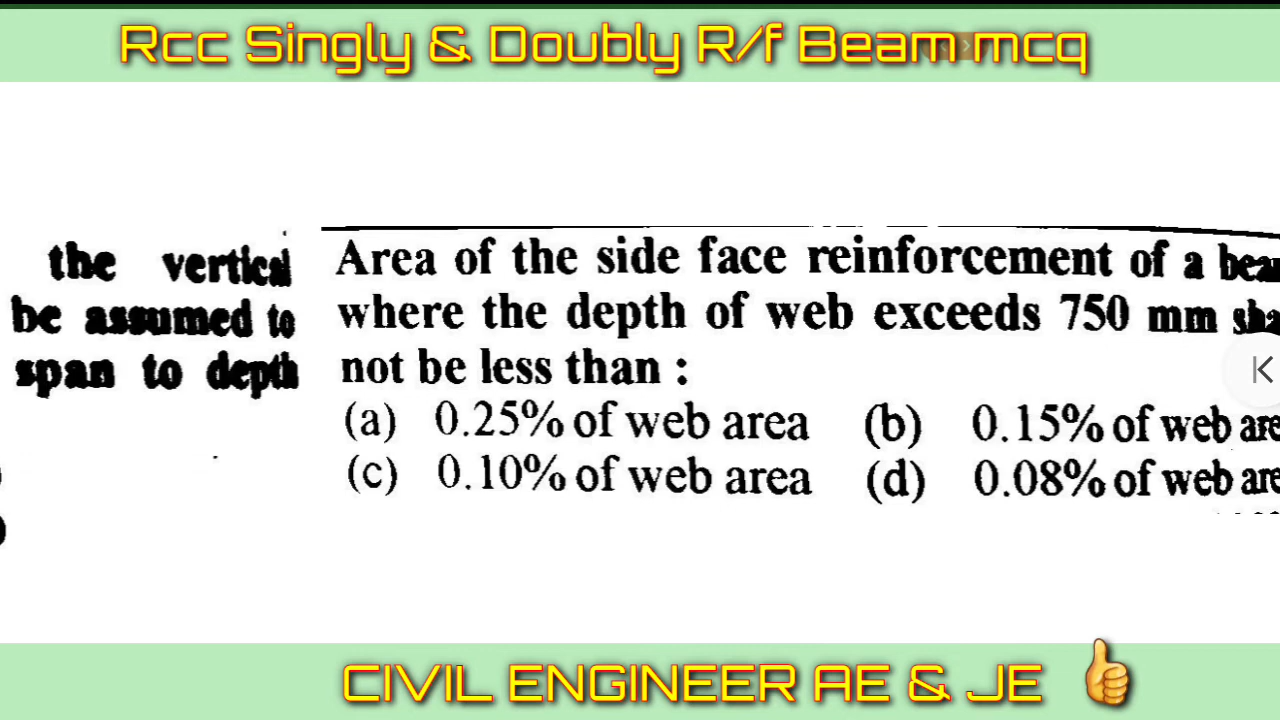 Rcc Singly & Doubly R/f Beam mcq
the vertical
be assumed to
span to depth
Area of the side face reinforcement of a
where the depth of web exceeds 750 mm
not be less than :
(a) 0.25% of web area (b) 0.15% of web
(c) 0.10% of web area (d) 0.08% of web
CIVIL ENGINEER AE & JE